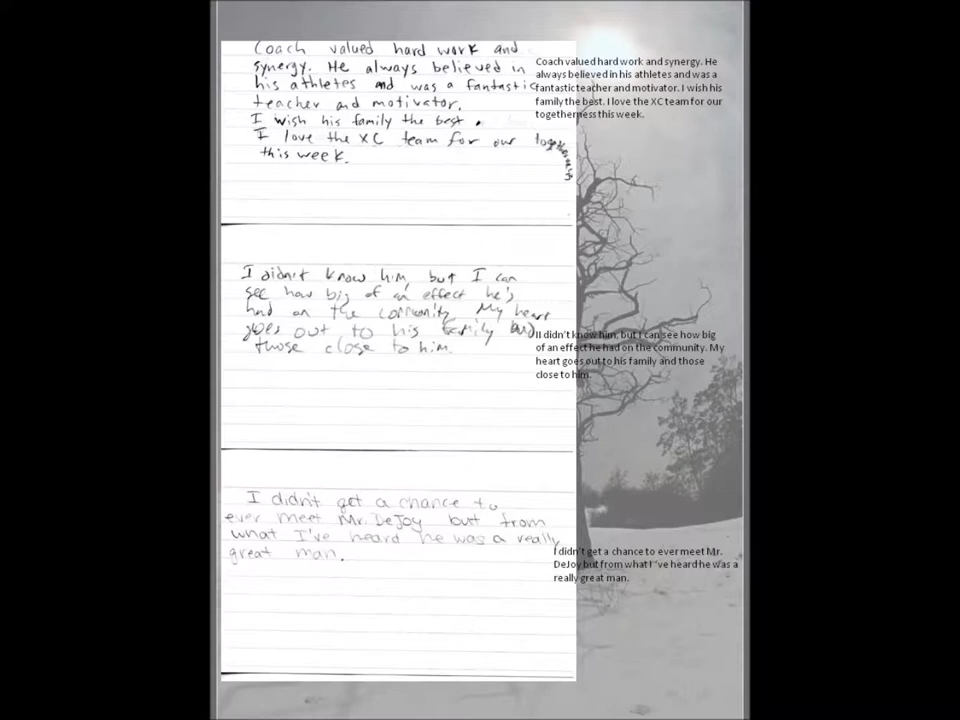 Coach valued hard work and
synergy. He always believed in
his athletes and was a fantastic
teacher and motivator.
I wish his family the best.
I love the XC team for our togetherness
this week.
Coach valued hard work and synergy. He
always believed in his athletes and was a
fantastic teacher and motivator. I wish his
family the best. I love the XC team for our
togetherness this week.
I didn't know him, but I can
see how big of an effect he's
had on the community. My heart
goes out to his family and
those close to him.
II didn't know him, but I can see how big
of an effect he had on the community. My
heart goes out to his family and those
close to him.
I didn't get a chance to
ever meet Mr. DeJoy but from
what I've heard he was a really
great man.
I didn't get a chance to ever meet Mr.
DeJoy but from what I 've heard he was a
really great man.